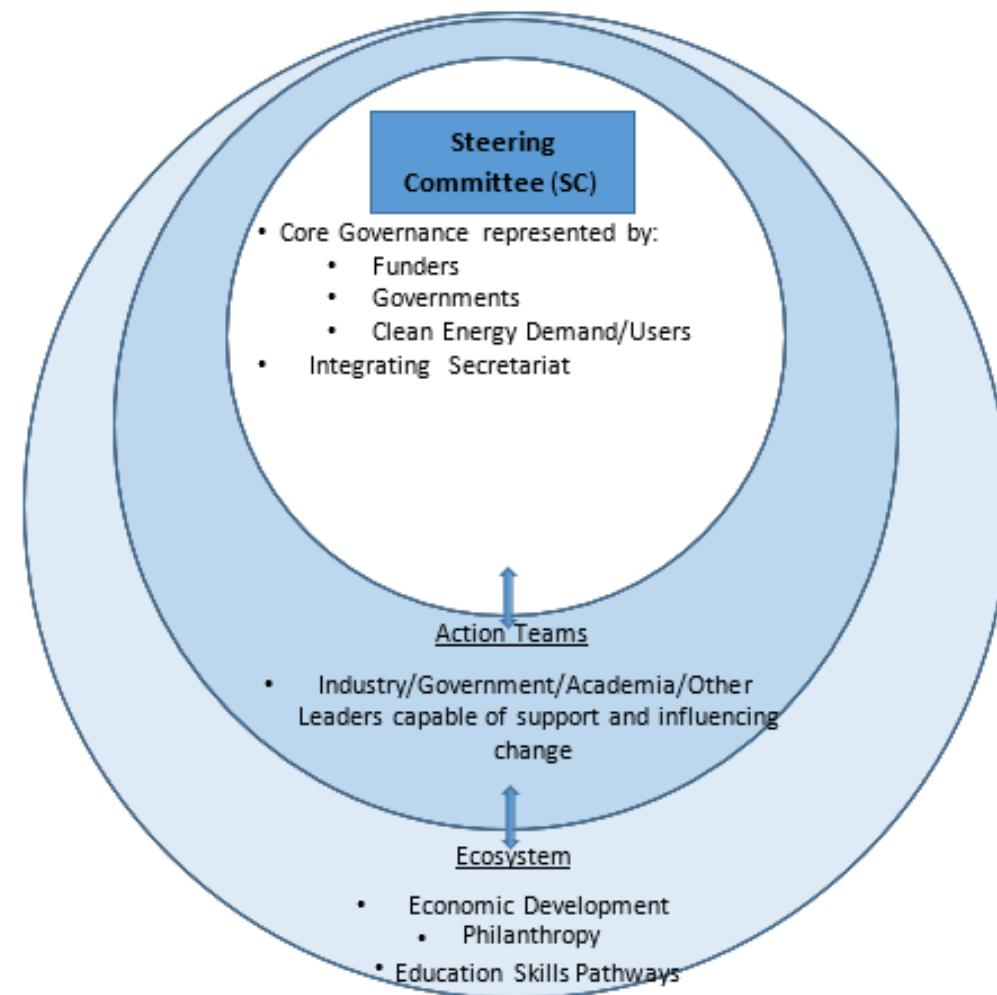 Steering
Committee (SC)
• Core Governance represented by:
• Funders
• Governments
• Clean Energy Demand/Users
• Integrating Secretariat
Action Teams
• Industry/Government/Academia/Other
Leaders capable of support and influencing
change
Ecosystem
• Economic Development
• Philanthropy
• Education Skills Pathways